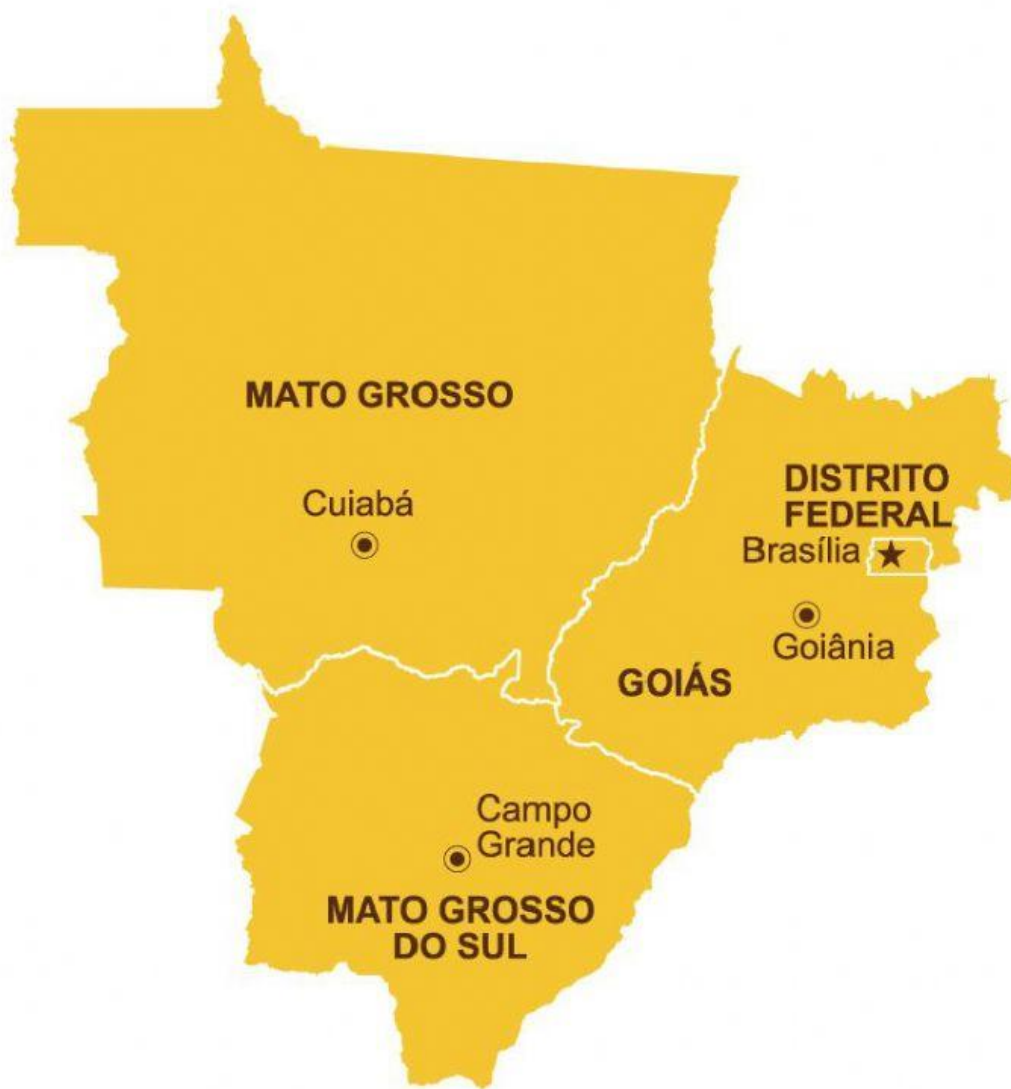 MATO GROSSO
Cuiabá
DISTRITO
FEDERAL
Brasília
Goiânia
GOIÁS
Campo
Grande
MATO GROSSO
DO SUL